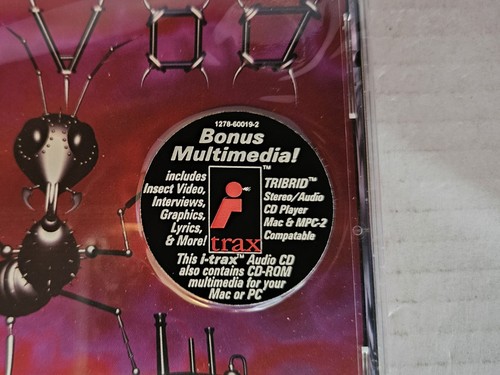 1278-60019-2
Bonus
Multimedia!
includes
Insect Video,
Interviews,
Graphics,
Lyrics,
& More!
i
trax
TM
TRIBRID™
Stereo/Audio
CD Player
Mac & MPC-2
Compatable
This i-trax™ Audio CD
also contains CD-ROM
multimedia for your
Mac or PC